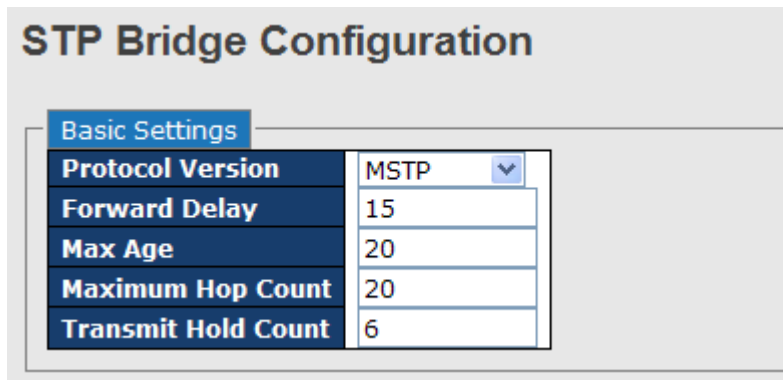 STP Bridge Configuration
Basic Settings
Protocol Version MSTP
Forward Delay 15
Max Age 20
Maximum Hop Count 20
Transmit Hold Count 6